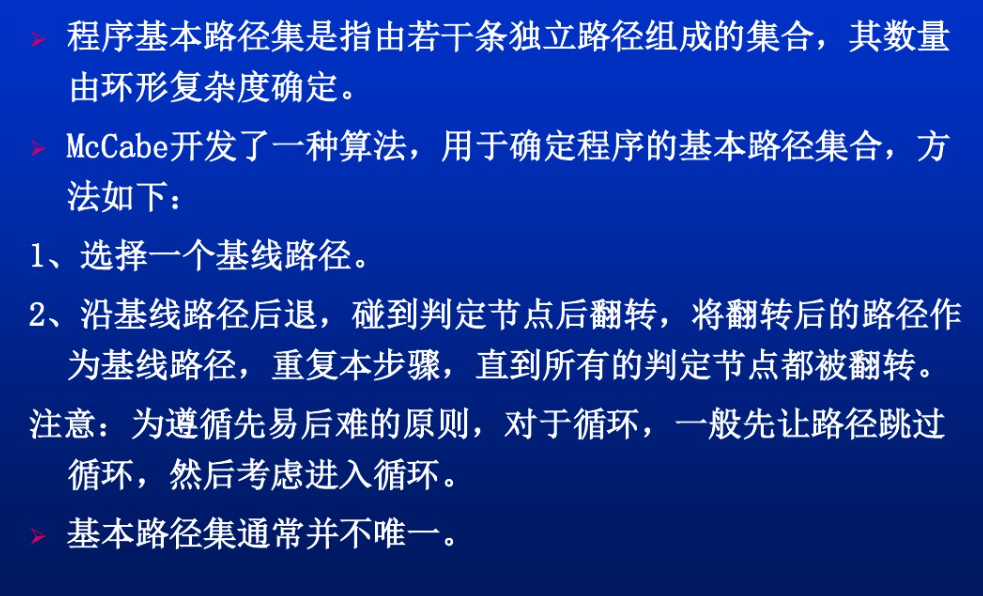 程序基本路径集是指由若干条独立路径组成的集合，其数量
由环形复杂度确定。
McCabe开发了一种算法，用于确定程序的基本路径集合，方
法如下：
1、选择一个基线路径。
2、沿基线路径后退，碰到判定节点后翻转，将翻转后的路径作
为基线路径，重复本步骤，直到所有的判定节点都被翻转。
注意：为遵循先易后难的原则，对于循环，一般先让路径跳过
循环，然后考虑进入循环。
基本路径集通常并不唯一。